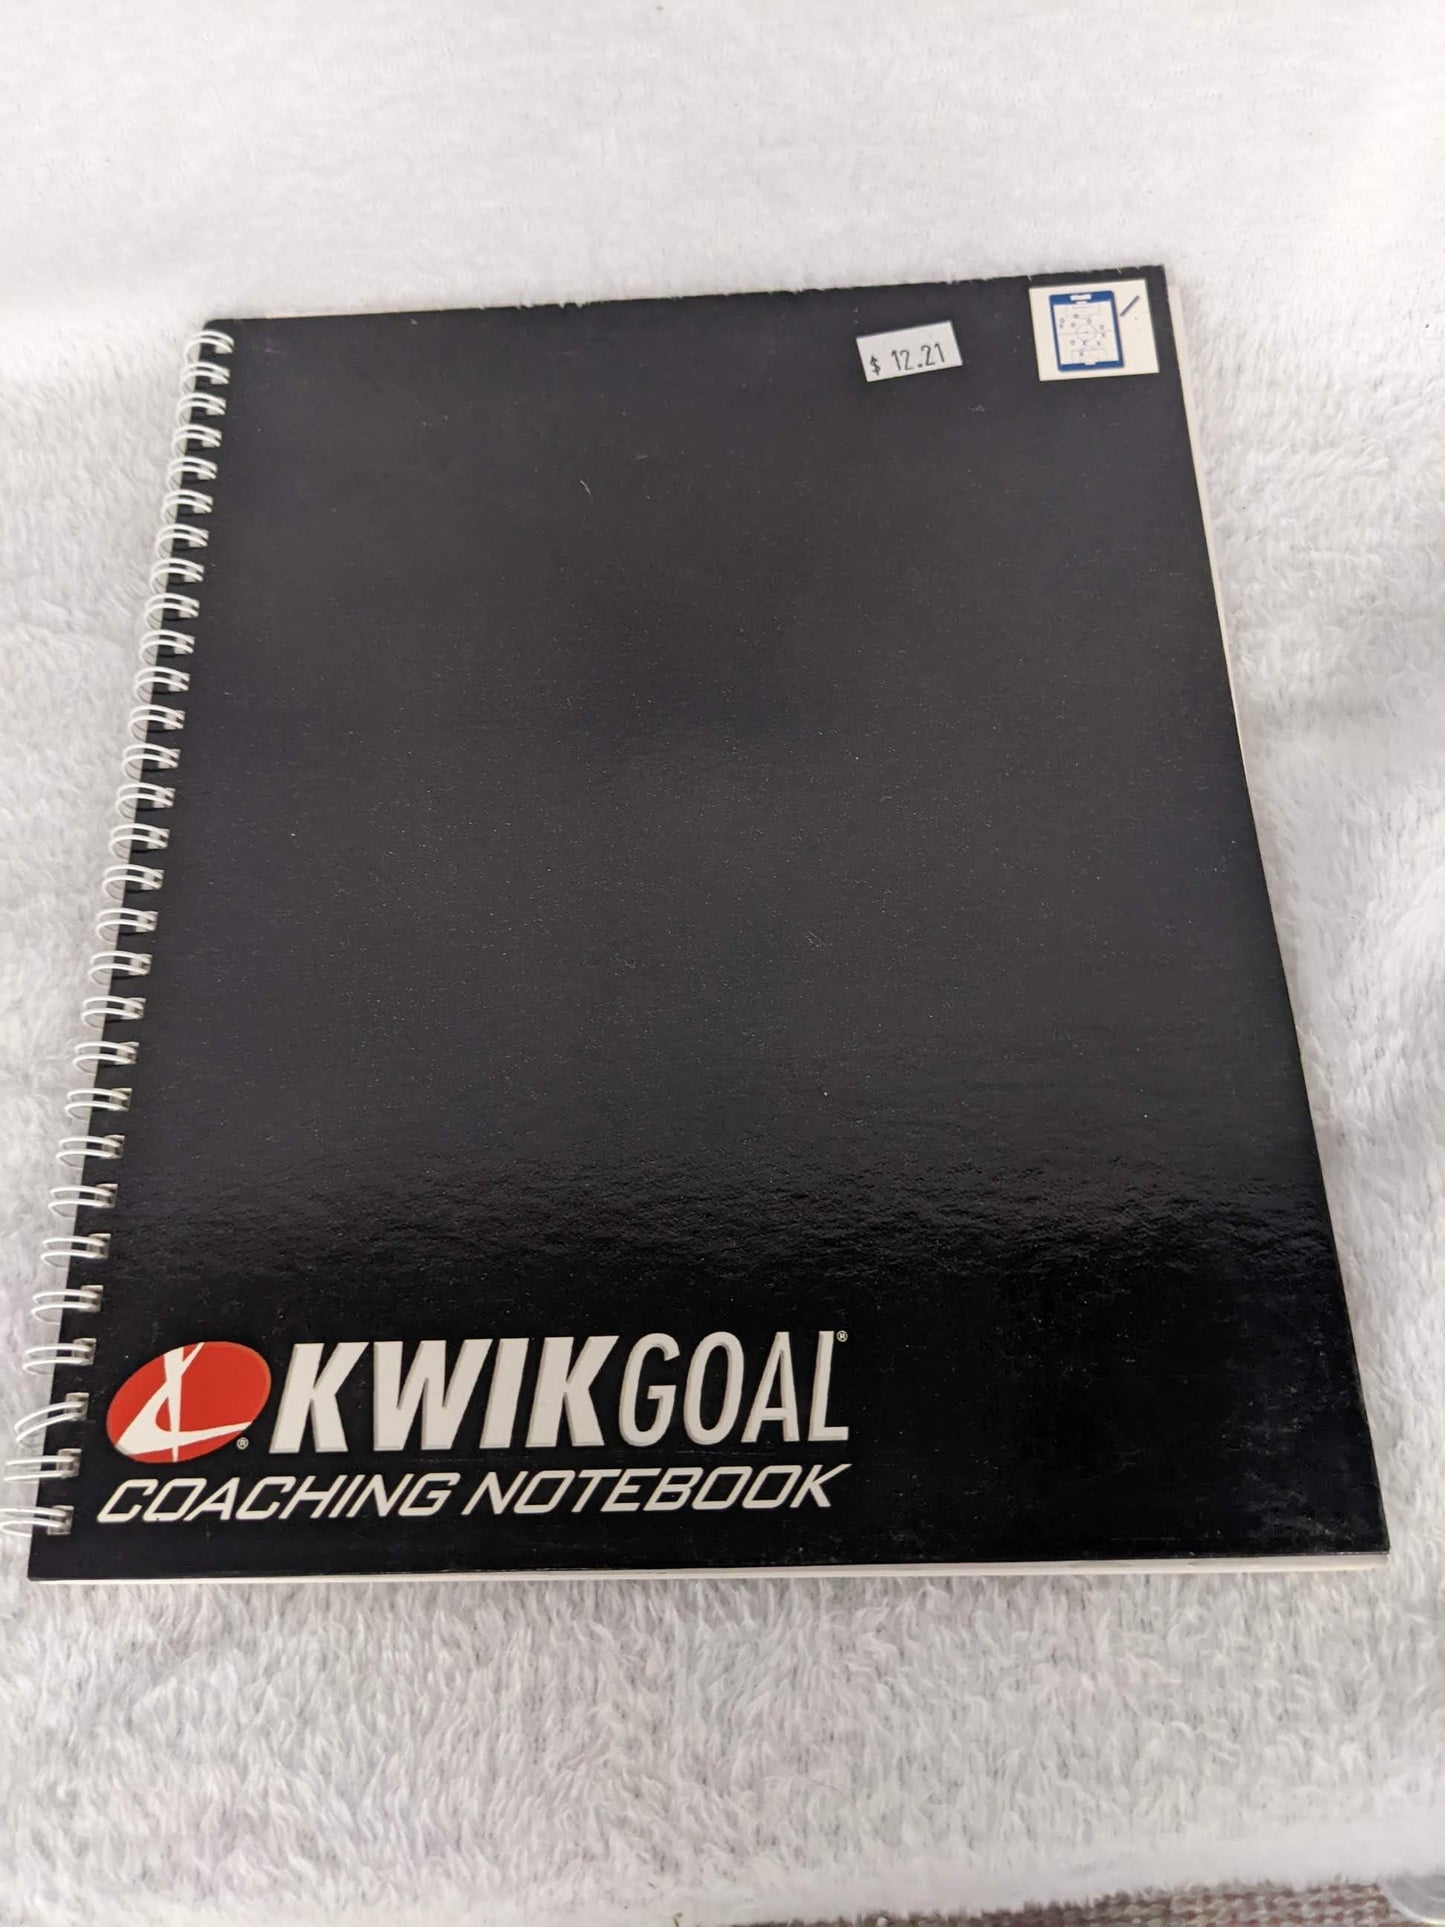 $ 12.21
KWIKGOAL®
COACHING NOTEBOOK